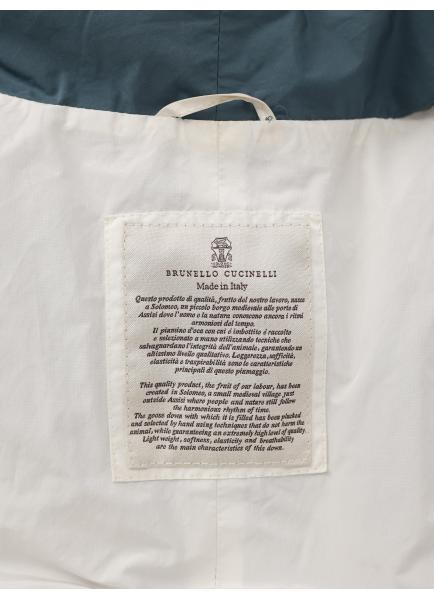 BRUNELLO CUCINELLI
Made in Italy
Questo prodotto di qualità, frutto del nostro lavoro, nasce
a Solomeo, un piccolo borgo medievale alle porte di
Assisi dove l'uomo e la natura conoscono ancora i ritmi
armoniosi del tempo.
Il piumino d'oca con cui è imbottito è raccolto
e selezionato a mano utilizzando tecniche che
salvaguardano l'integrità dell'animale, garantendo un
altissimo livello qualitativo. Leggerezza, sofficità,
elasticità e traspirabilità sono le caratteristiche
principali di questo piumaggio.
This quality product, the fruit of our labour, has been
created in Solomeo, a small medieval village just
outside Assisi where people and nature still follow
the harmonious rhythm of time.
The goose down with which it is filled has been plucked
and selected by hand using techniques that do not harm the
animal, while guaranteeing an extremely high level of quality.
Light weight, softness, elasticity and breathability
are the main characteristics of this down.